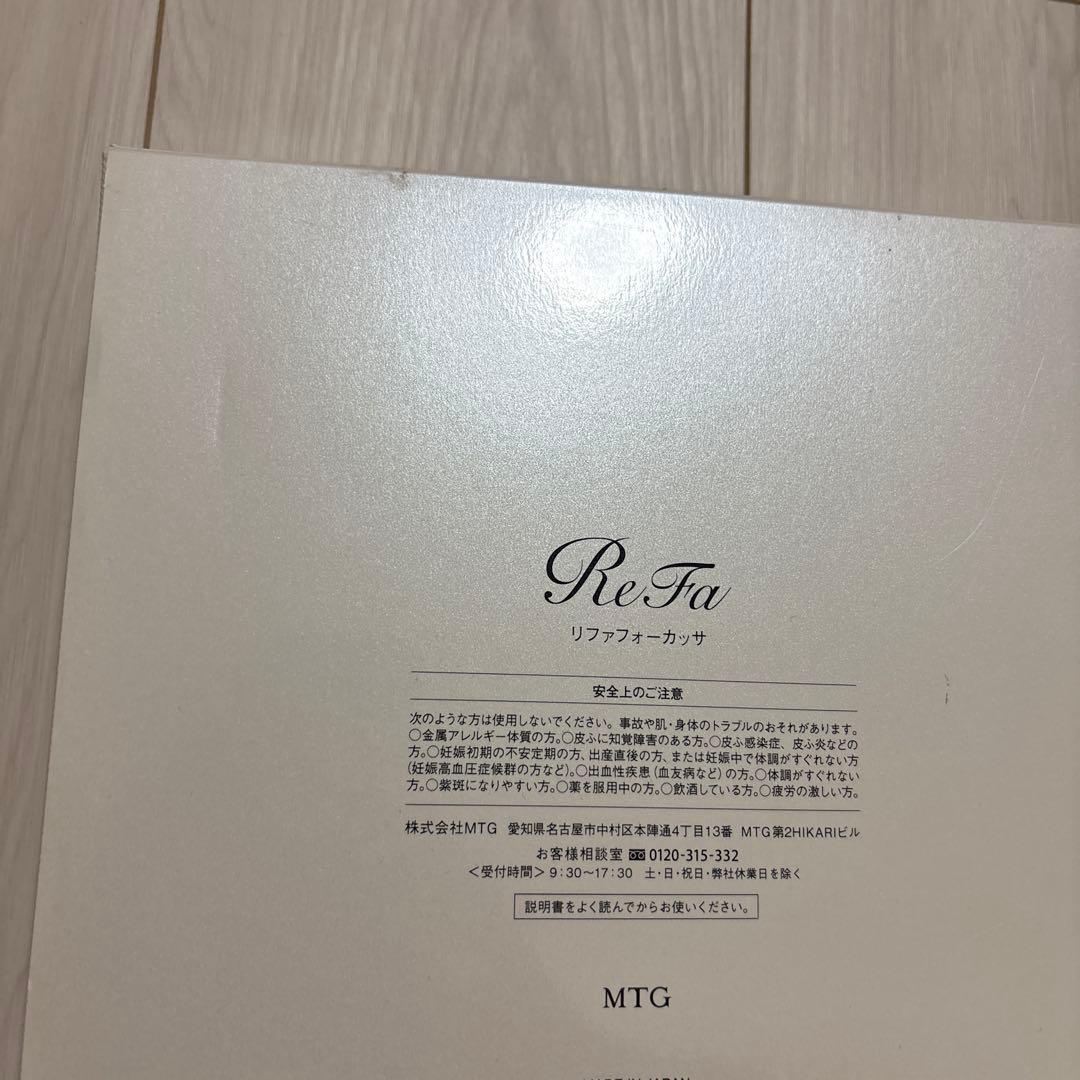 ReFa
リファフォーカッサ
安全上のご注意
次のような方は使用しないでください。事故や肌・身体のトラブルのおそれがあります。
○金属アレルギー体質の方。○皮ふに知覚障害のある方。○皮ふ感染症、皮ふ炎などの
方。○妊娠初期の不安定期の方、出産直後の方、または妊娠中で体調がすぐれない方
(妊娠高血圧症候群の方など)。○出血性疾患(血友病など)の方。○体調がすぐれない
方。○紫斑になりやすい方。○薬を服用中の方。○飲酒している方。○疲労の激しい方。
株式会社MTG 愛知県名古屋市中村区本陣通4丁目13番 MTG第2HIKARIビル
お客様相談室 0120-315-332
<受付時間> 9:30〜17:30 土・日・祝日・弊社休業日を除く
説明書をよく読んでからお使いください。
MTG